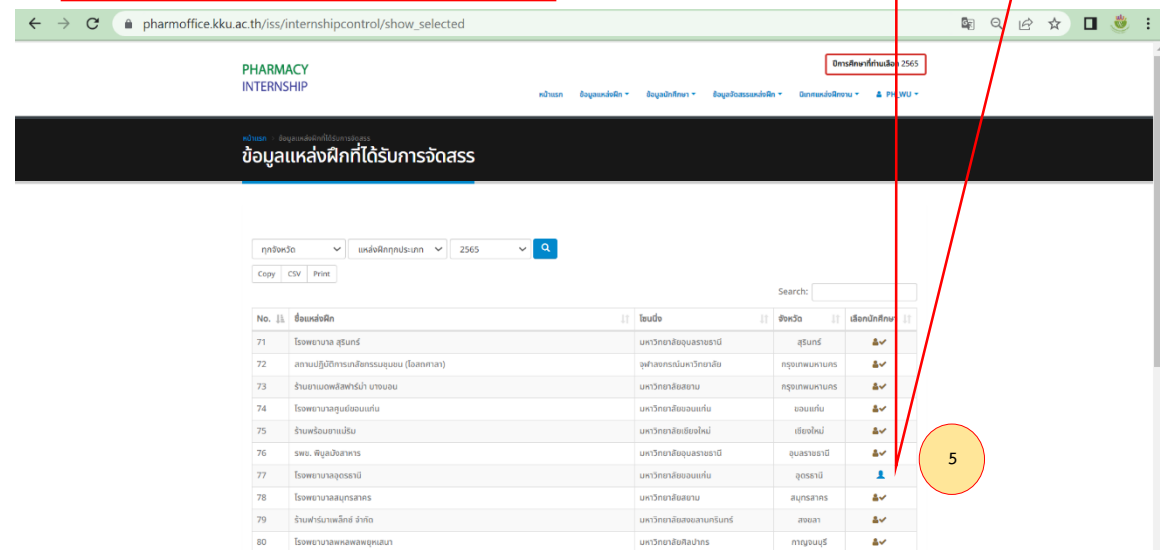 pharmoffice.kku.ac.th/iss/internshipcontrol/show_selected
PHARMACY
INTERNSHIP
ปีการศึกษาที่ท่านเลือก 2565
หน้าแรก ข้อมูลแหล่งฝึก ข้อมูลนักศึกษา ข้อมูลจัดสรรแหล่งฝึก นิเทศแหล่งฝึกงาน PH_WU
หน้าแรก > ข้อมูลแหล่งฝึกที่ได้รับการจัดสรร
ข้อมูลแหล่งฝึกที่ได้รับการจัดสรร
ทุกจังหวัด แหล่งฝึกทุกประเภท 2565
Copy CSV Print
Search:
No. ชื่อแหล่งฝึก โซนนิ่ง จังหวัด เลือกนักศึกษา
71 โรงพยาบาล สุรินทร์ มหาวิทยาลัยอุบลราชธานี สุรินทร์
72 สถานปฏิบัติการเภสัชกรรมชุมชน (โอสถศาลา) จุฬาลงกรณ์มหาวิทยาลัย กรุงเทพมหานคร
73 ร้านยาเมดพลัสฟาร์ม่า บางบอน มหาวิทยาลัยสยาม กรุงเทพมหานคร
74 โรงพยาบาลศูนย์ขอนแก่น มหาวิทยาลัยขอนแก่น ขอนแก่น
75 ร้านพร้อมยาแม่ริม มหาวิทยาลัยเชียงใหม่ เชียงใหม่
76 รพช. พิบูลมังสาหาร มหาวิทยาลัยอุบลราชธานี อุบลราชธานี
77 โรงพยาบาลอุดรธานี มหาวิทยาลัยขอนแก่น อุดรธานี
5
78 โรงพยาบาลสมุทรสาคร มหาวิทยาลัยสยาม สมุทรสาคร
79 ร้านฟาร์มาเพล็กซ์ จำกัด มหาวิทยาลัยสงขลานครินทร์ สงขลา
80 โรงพยาบาลพหลพลพยุหเสนา มหาวิทยาลัยศิลปากร กาญจนบุรี